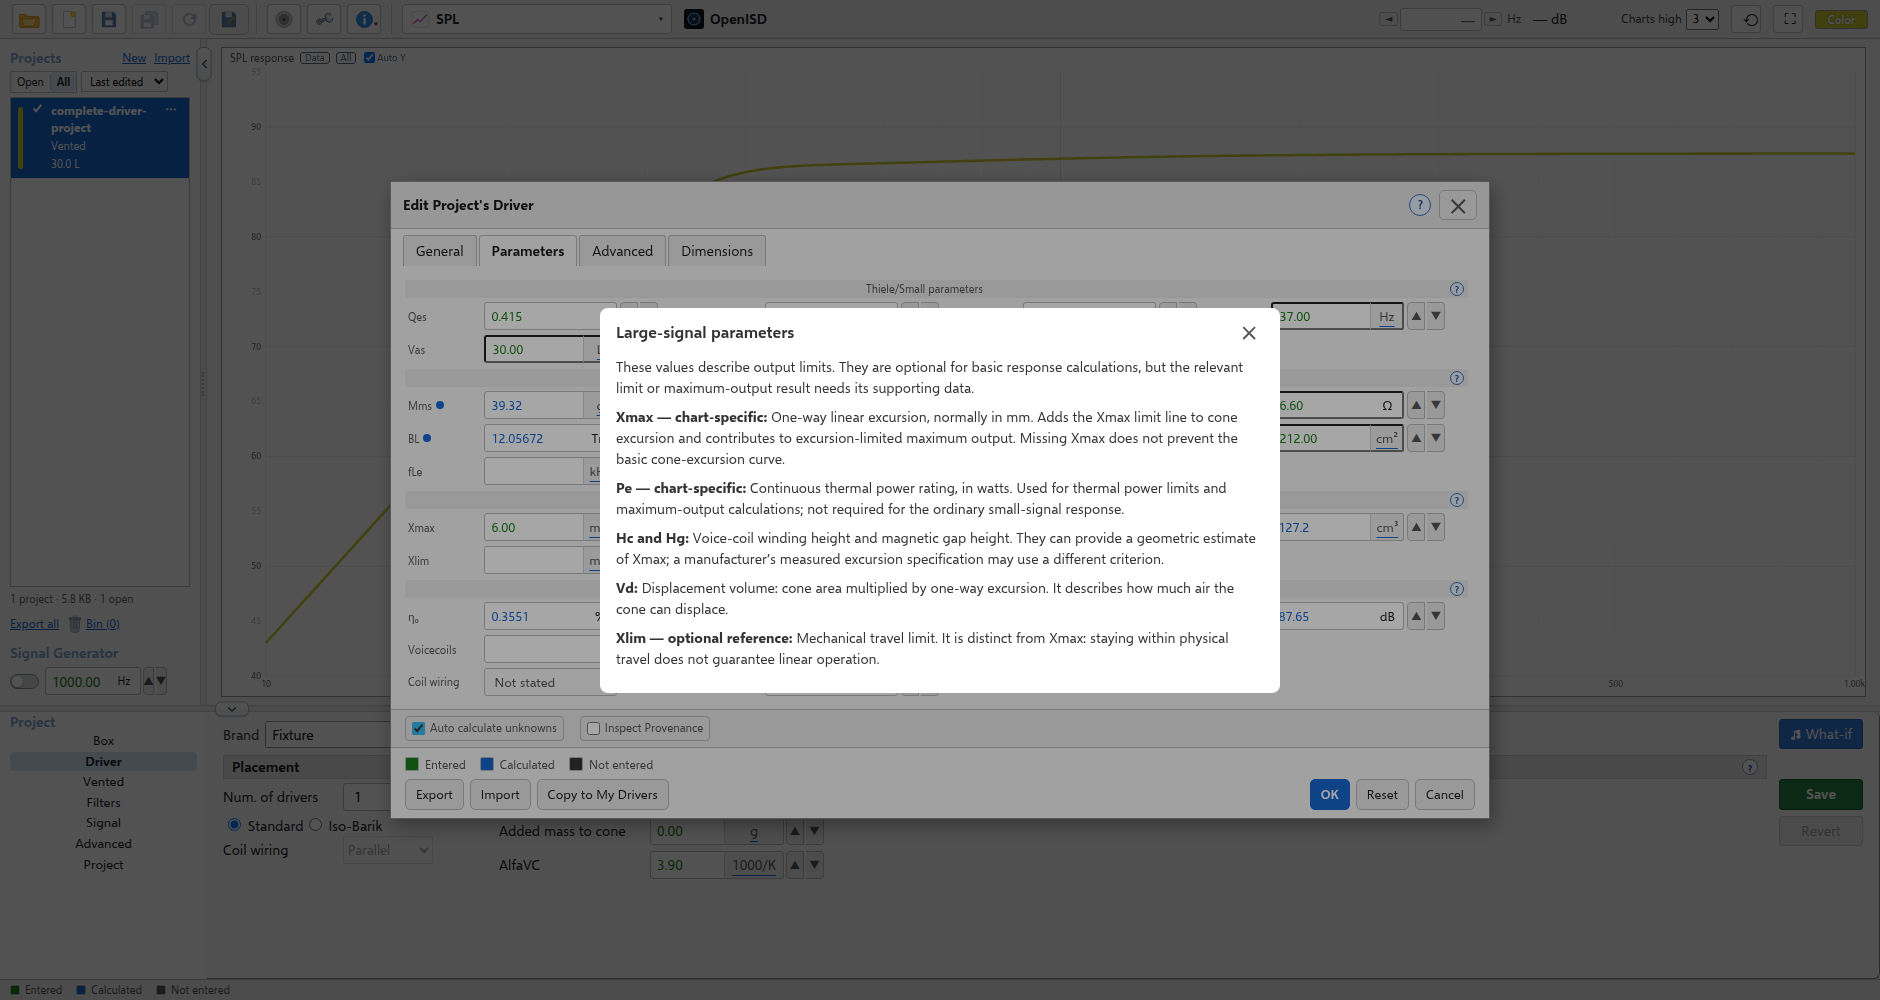 SPL
OpenISD
—
Hz
— dB
Charts high
3
Color
Projects
New
Import
Open
All
Last edited
complete-driver-project
Vented
30.0 L
···
1 project · 5.8 KB · 1 open
Export all
Bin (0)
Signal Generator
1000.00
Hz
SPL response
Data
All
Auto Y
95
90
85
80
75
70
65
60
55
50
45
40
10
500
1.00k
Edit Project's Driver
?
General
Parameters
Advanced
Dimensions
Thiele/Small parameters
?
Qes
0.415
37.00
Hz
Vas
30.00
?
Mms
39.32
6.60
Ω
BL
12.05672
212.00
cm²
fLe
?
Xmax
6.00
127.2
cm³
Xlim
?
η₀
0.3551
87.65
dB
Voicecoils
Coil wiring
Not stated
Large-signal parameters
These values describe output limits. They are optional for basic response calculations, but the relevant
limit or maximum-output result needs its supporting data.
Xmax — chart-specific: One-way linear excursion, normally in mm. Adds the Xmax limit line to cone
excursion and contributes to excursion-limited maximum output. Missing Xmax does not prevent the
basic cone-excursion curve.
Pe — chart-specific: Continuous thermal power rating, in watts. Used for thermal power limits and
maximum-output calculations; not required for the ordinary small-signal response.
Hc and Hg: Voice-coil winding height and magnetic gap height. They can provide a geometric estimate
of Xmax; a manufacturer’s measured excursion specification may use a different criterion.
Vd: Displacement volume: cone area multiplied by one-way excursion. It describes how much air the
cone can displace.
Xlim — optional reference: Mechanical travel limit. It is distinct from Xmax: staying within physical
travel does not guarantee linear operation.
Auto calculate unknowns
Inspect Provenance
Entered
Calculated
Not entered
Export
Import
Copy to My Drivers
OK
Reset
Cancel
Project
Box
Driver
Vented
Filters
Signal
Advanced
Project
Brand
Fixture
Placement
?
Num. of drivers
1
Standard
Iso-Barik
Coil wiring
Parallel
Added mass to cone
0.00
g
AlfaVC
3.90
1000/K
What-if
Save
Revert
Entered
Calculated
Not entered